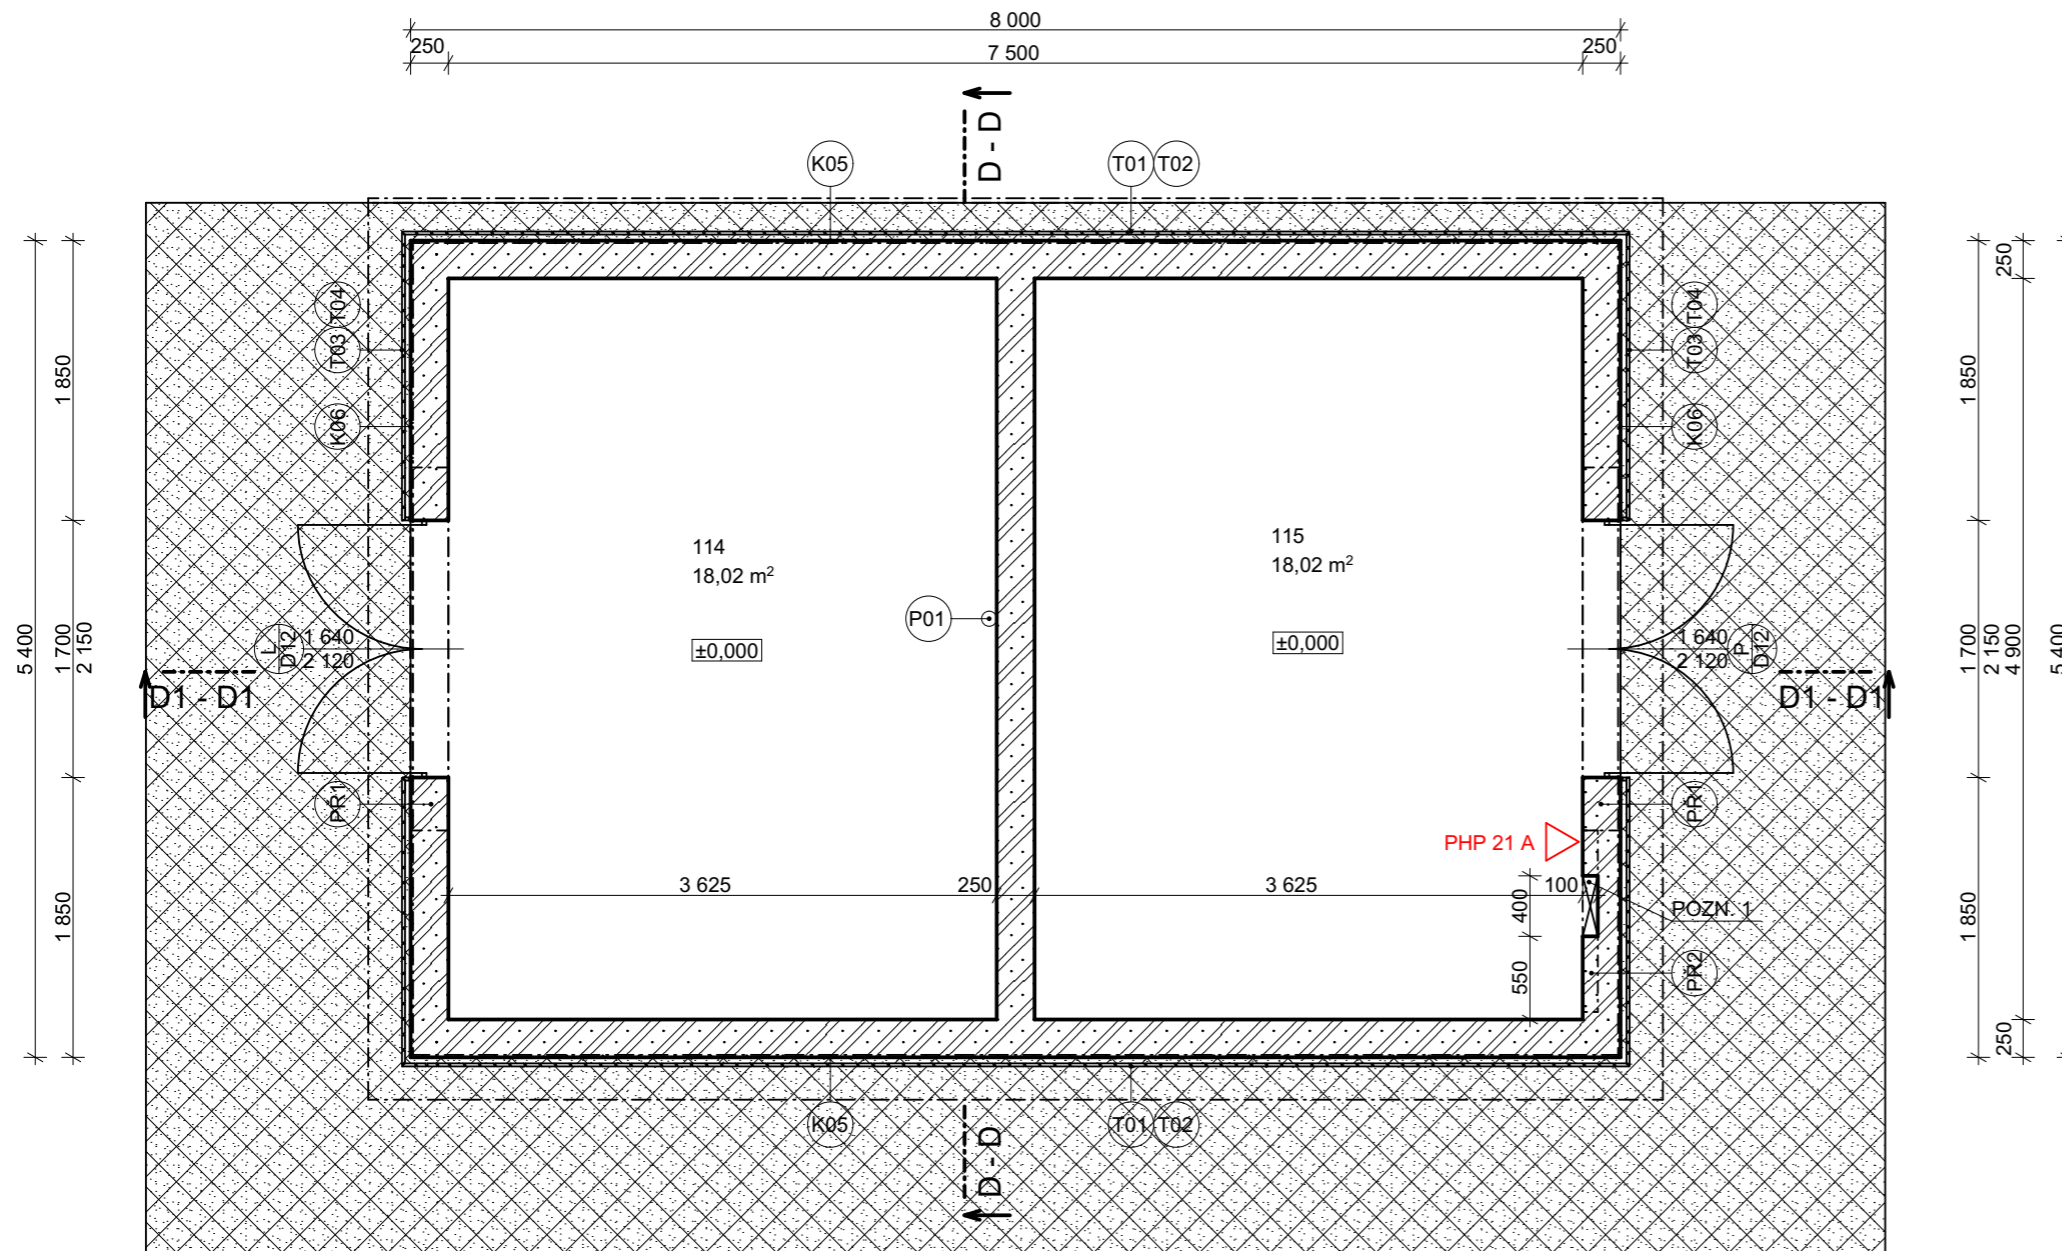 8 000
250
7 500
250
D - D
K05
T01
T02
T04
T03
K06
T04
T03
K06
1 850
5 400
1 700
2 150
1 850
114
18,02 m²
±0,000
P01
115
18,02 m²
±0,000
L
D12
1 640
2 120
1 640
2 120
P
D12
D1 - D1
D1 - D1
250
1 850
1 700
2 150
4 900
5 400
1 850
250
PR1
PR1
PHP 21 A
3 625
250
3 625
100
400
550
POZN. 1
PR2
K05
T01
T02
D - D